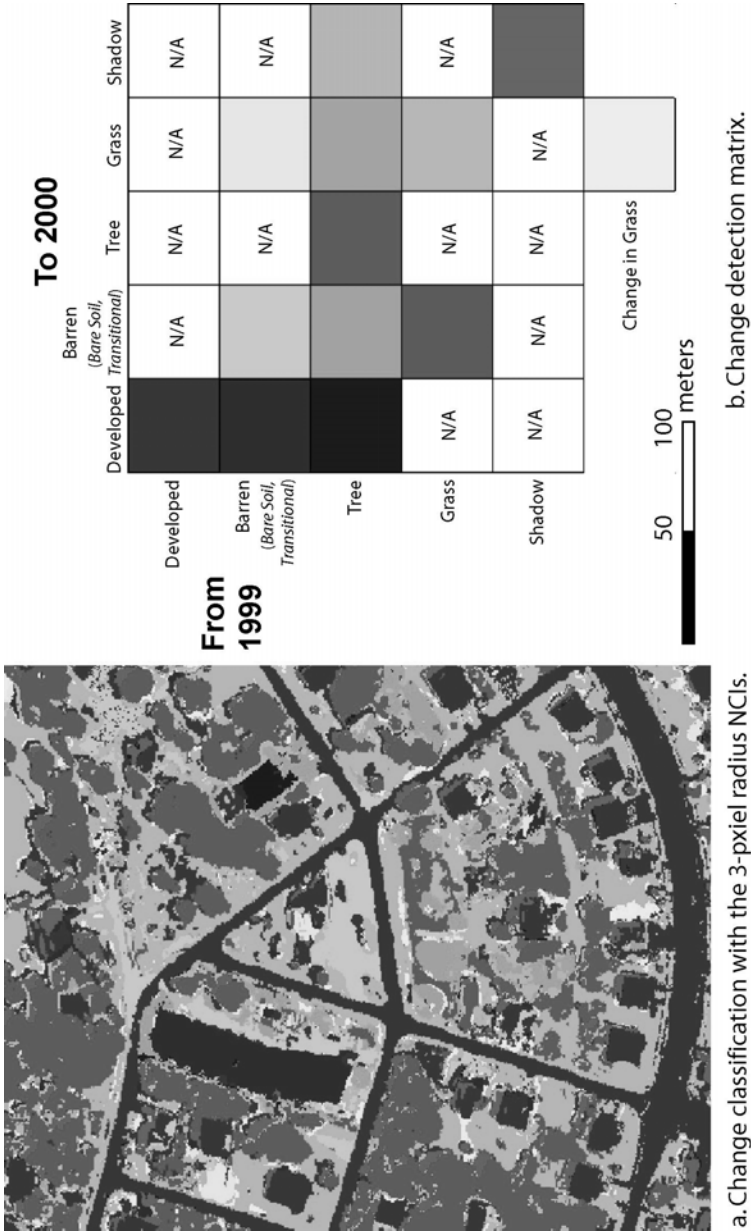 To 2000
Developed
Barren
(Bare Soil,
Transitional)
Tree
Grass
Shadow
From
1999
Developed
N/A
N/A
N/A
N/A
Barren
(Bare Soil,
Transitional)
N/A
N/A
Tree
Grass
N/A
N/A
N/A
Shadow
N/A
N/A
N/A
N/A
Change in Grass
50
100
meters
a. Change classification with the 3-pxiel radius NCIs.
b. Change detection matrix.